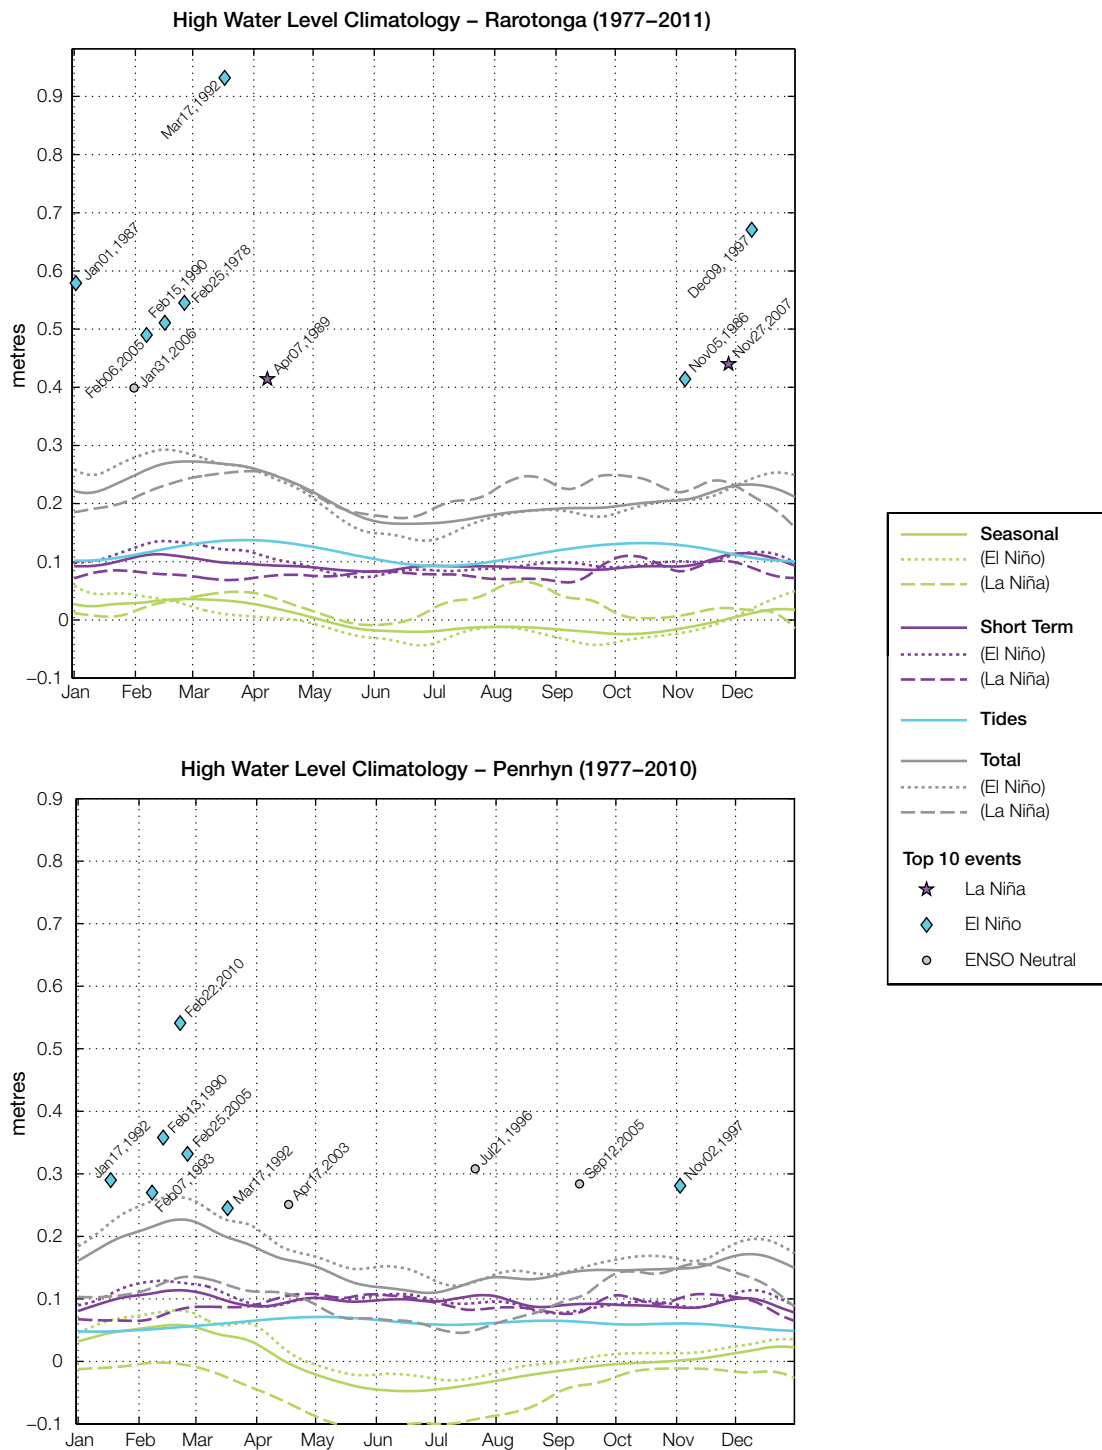 High Water Level Climatology – Rarotonga (1977–2011)
metres
0.9
0.8
0.7
0.6
0.5
0.4
0.3
0.2
0.1
0
–0.1
Jan01,1987
Feb06,2005
Feb15,1990
Jan31,2006
Feb25,1978
Mar17,1992
Apr07,1989
Nov05,1986
Nov27,2007
Dec09, 1997
Jan Feb Mar Apr May Jun Jul Aug Sep Oct Nov Dec
Seasonal
(El Niño)
(La Niña)
Short Term
(El Niño)
(La Niña)
Tides
Total
(El Niño)
(La Niña)
Top 10 events
La Niña
El Niño
ENSO Neutral
High Water Level Climatology – Penrhyn (1977–2010)
metres
0.9
0.8
0.7
0.6
0.5
0.4
0.3
0.2
0.1
0
–0.1
Jan17,1992
Feb07,1993
Feb13,1990
Feb25,2005
Feb22,2010
Mar17,1992
Apr17,2003
Jul21,1996
Sep12,2005
Nov02,1997
Jan Feb Mar Apr May Jun Jul Aug Sep Oct Nov Dec